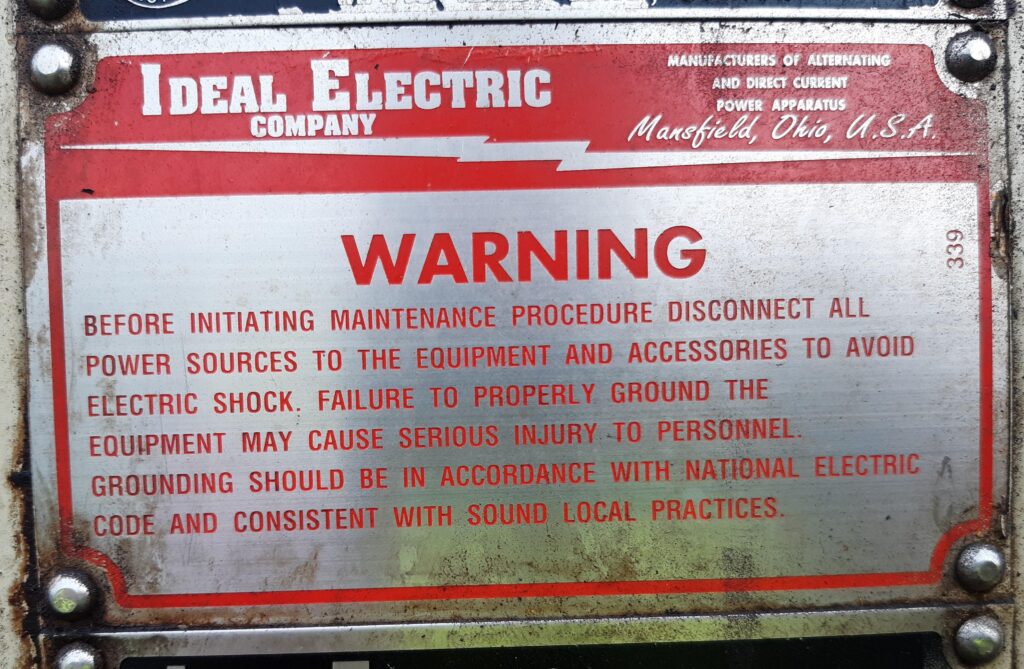 IDEAL ELECTRIC
COMPANY
MANUFACTURERS OF ALTERNATING
AND DIRECT CURRENT
POWER APPARATUS
Mansfield, Ohio, U.S.A.
WARNING
339
BEFORE INITIATING MAINTENANCE PROCEDURE DISCONNECT ALL
POWER SOURCES TO THE EQUIPMENT AND ACCESSORIES TO AVOID
ELECTRIC SHOCK. FAILURE TO PROPERLY GROUND THE
EQUIPMENT MAY CAUSE SERIOUS INJURY TO PERSONNEL.
GROUNDING SHOULD BE IN ACCORDANCE WITH NATIONAL ELECTRIC
CODE AND CONSISTENT WITH SOUND LOCAL PRACTICES.